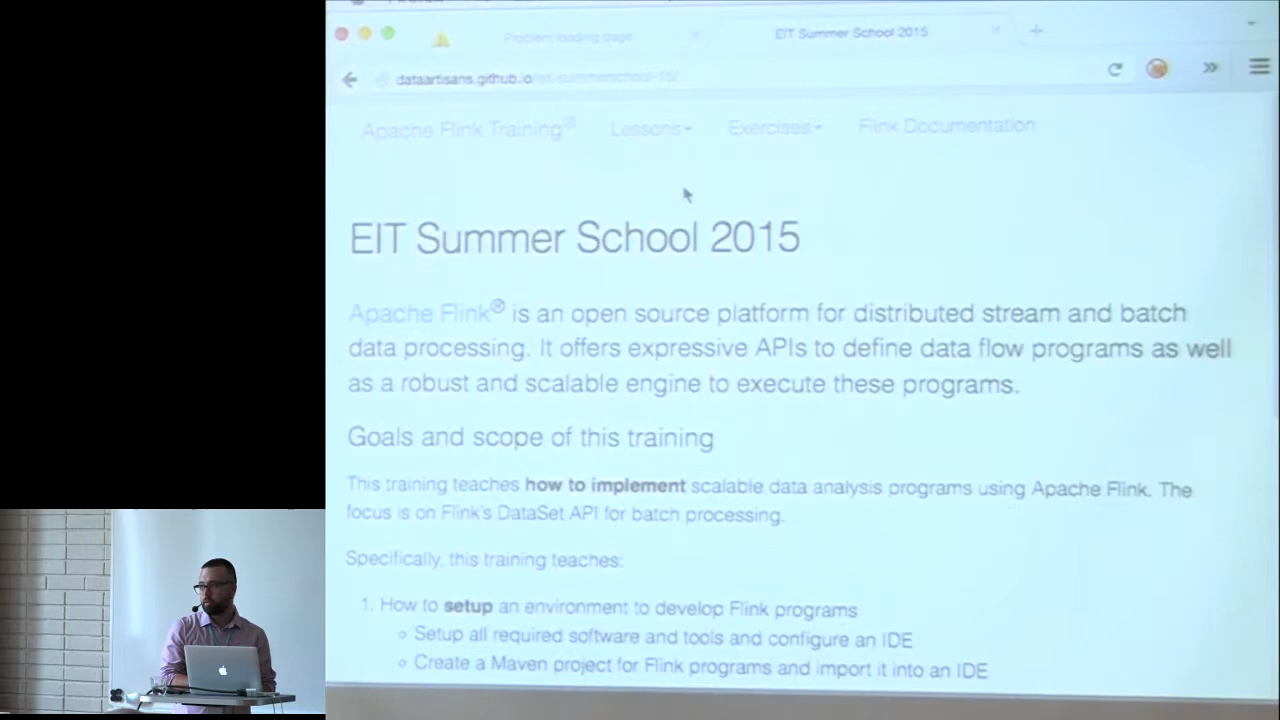 Problem loading page
EIT Summer School 2015
dataartisans.github.io/eit-summerschool-15/
Apache Flink Training® Lessons Exercises Flink Documentation
EIT Summer School 2015
Apache Flink® is an open source platform for distributed stream and batch
data processing. It offers expressive APIs to define data flow programs as well
as a robust and scalable engine to execute these programs.
Goals and scope of this training
This training teaches how to implement scalable data analysis programs using Apache Flink. The
focus is on Flink's DataSet API for batch processing.
Specifically, this training teaches:
1. How to setup an environment to develop Flink programs
Setup all required software and tools and configure an IDE
Create a Maven project for Flink programs and import it into an IDE